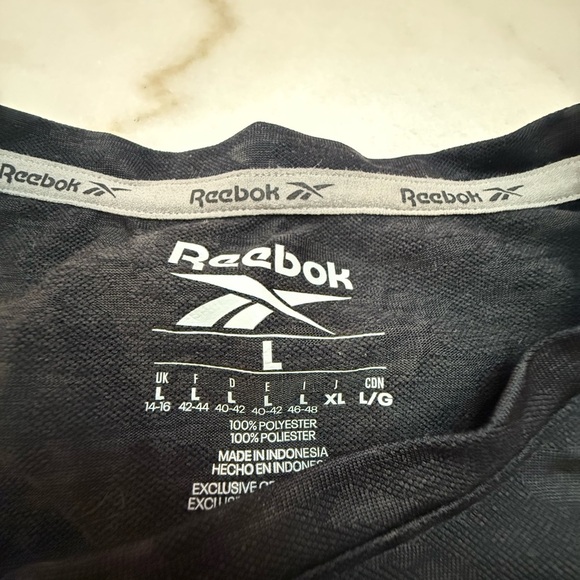 Reebok Reebok Reebok
Reebok
L
UK F D E I J CDN
L L L L L XL L/G
14-16 42-44 40-42 40-42 46-48
100% POLYESTER
100% POLIESTER
MADE IN INDONESIA
HECHO EN
EXCLUSIVE